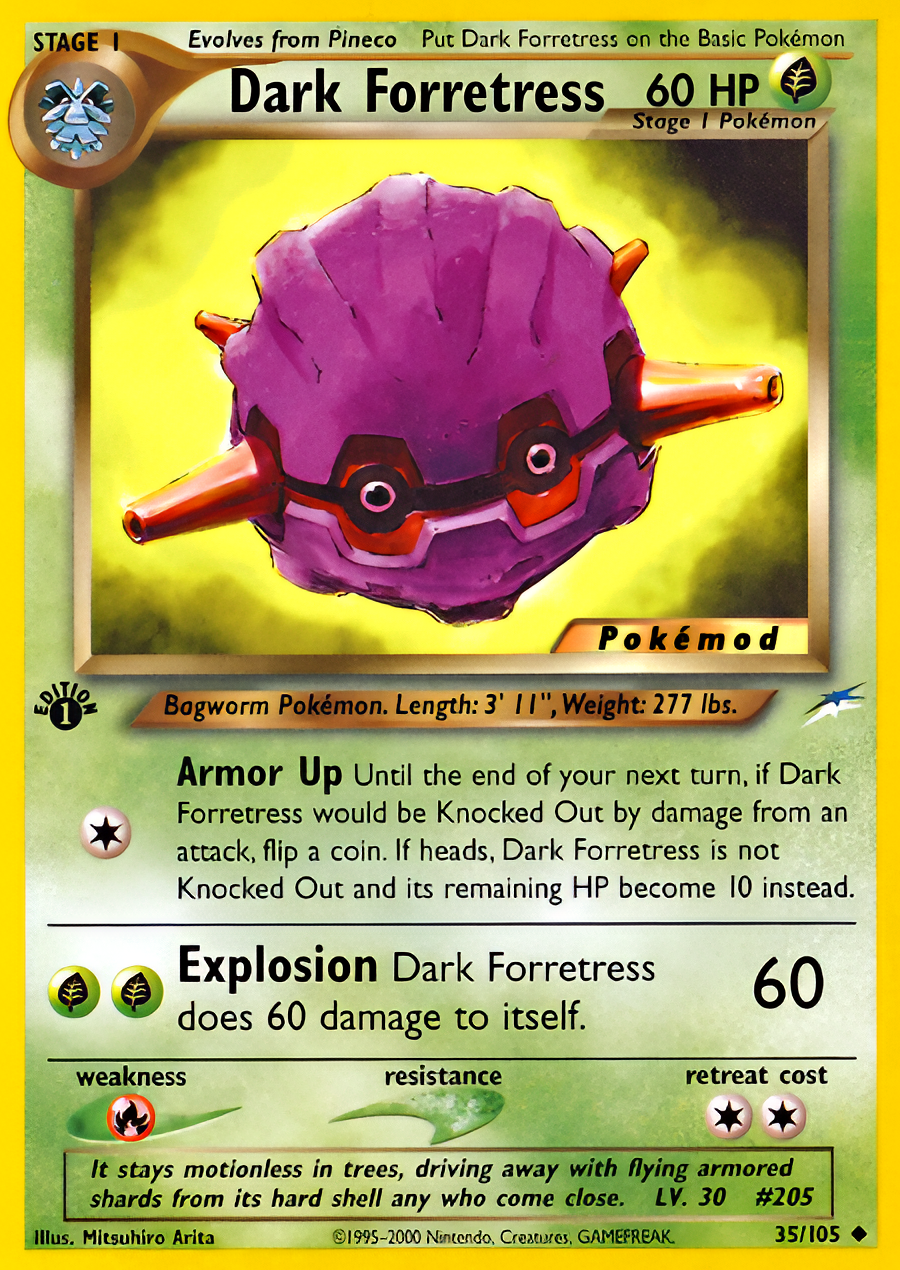 STAGE 1
Evolves from Pineco Put Dark Forretress on the Basic Pokémon
Dark Forretress 60 HP
Stage 1 Pokémon
Pokémod
EDITION
1
Bagworm Pokémon. Length: 3' 11", Weight: 277 lbs.
Armor Up Until the end of your next turn, if Dark
Forretress would be Knocked Out by damage from an
attack, flip a coin. If heads, Dark Forretress is not
Knocked Out and its remaining HP become 10 instead.
Explosion Dark Forretress
does 60 damage to itself.
60
weakness resistance retreat cost
It stays motionless in trees, driving away with flying armored
shards from its hard shell any who come close. LV. 30 #205
Illus. Mitsuhiro Arita ©1995-2000 Nintendo, Creatures, GAMEFREAK. 35/105